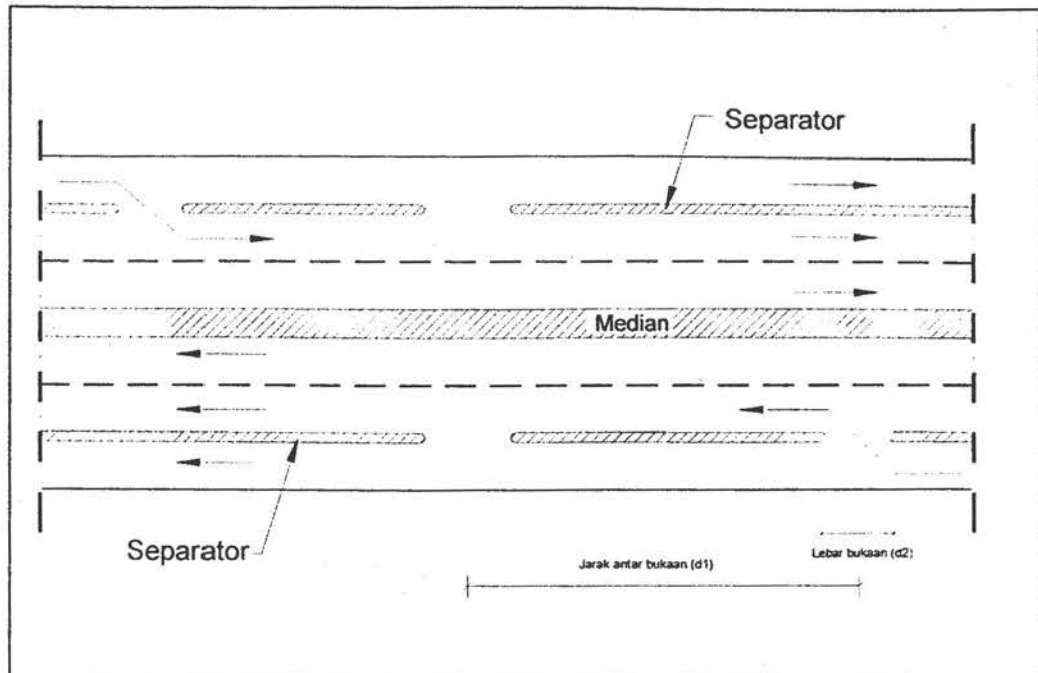 Separator
Median
Separator
Lebar bukaan (d2)
Jarak antar bukaan (d1)